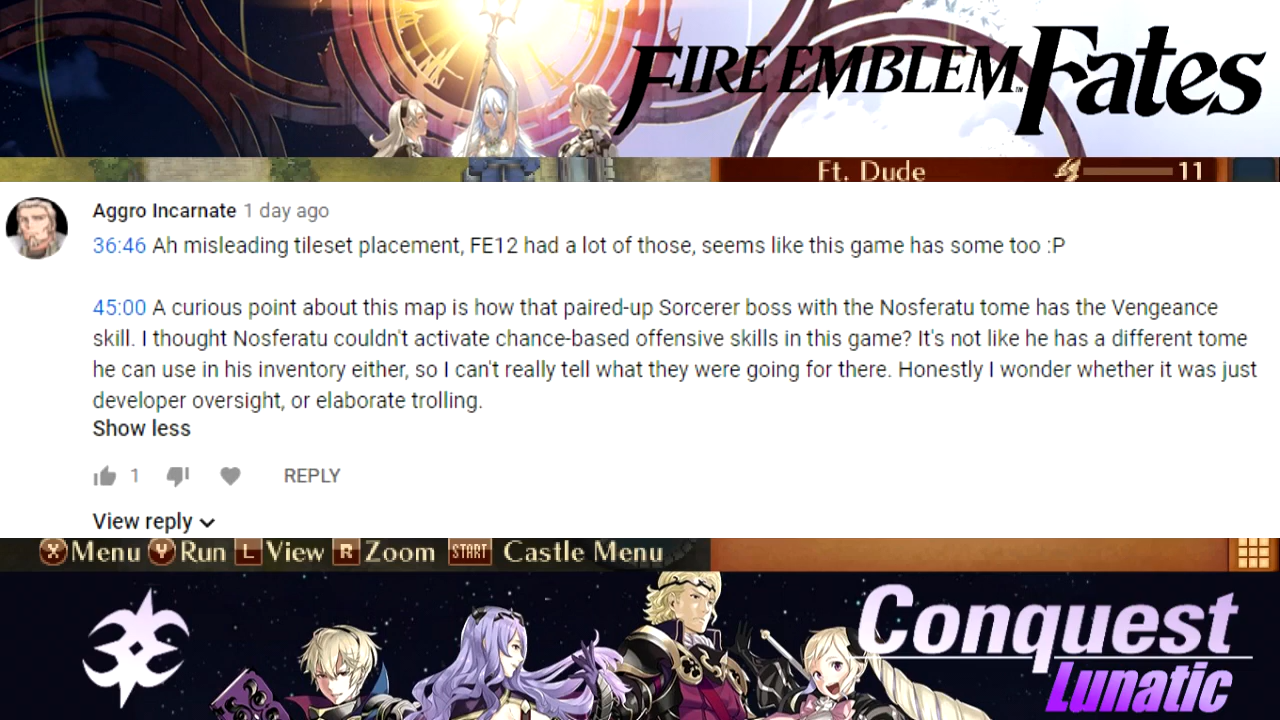 FIRE EMBLEM Fates
TM
Ft. Dude 11
Aggro Incarnate 1 day ago
36:46 Ah misleading tileset placement, FE12 had a lot of those, seems like this game has some too :P
45:00 A curious point about this map is how that paired-up Sorcerer boss with the Nosferatu tome has the Vengeance
skill. I thought Nosferatu couldn't activate chance-based offensive skills in this game? It's not like he has a different tome
he can use in his inventory either, so I can't really tell what they were going for there. Honestly I wonder whether it was just
developer oversight, or elaborate trolling.
Show less
1 REPLY
View reply
X Menu Y Run L View R Zoom START Castle Menu
Conquest
Lunatic